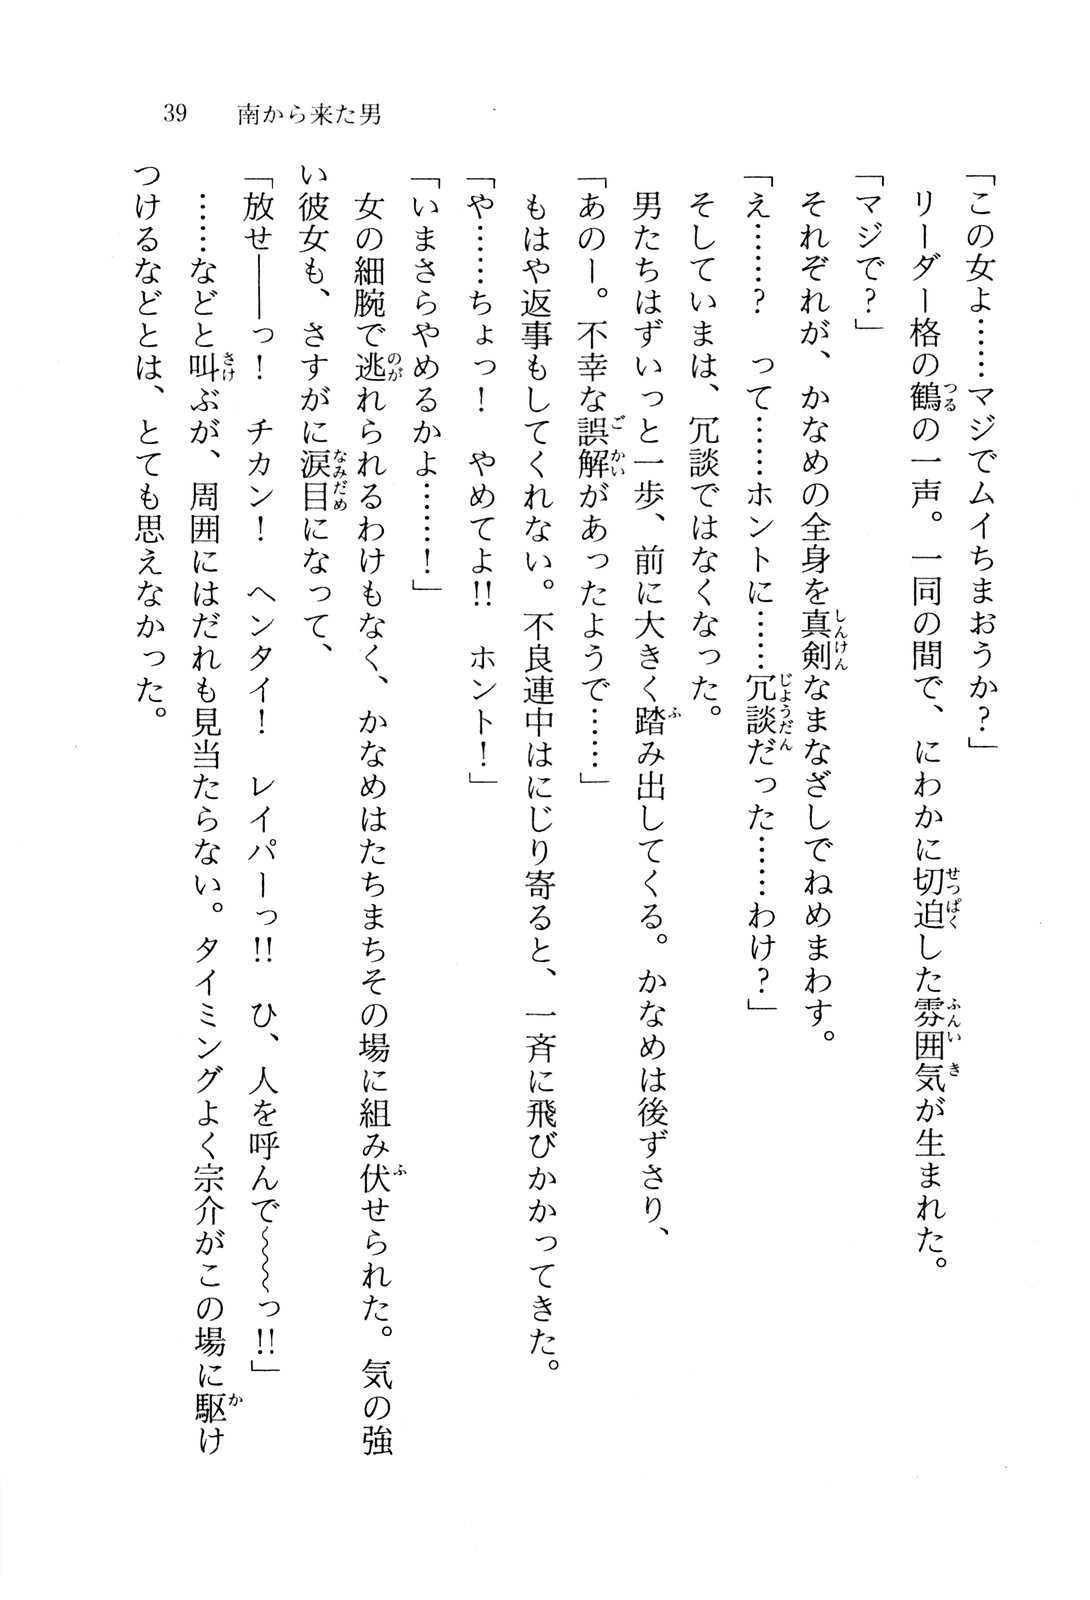 39 南から来た男
「この女よ……マジでムイちまおうか？」
リーダー格の鶴の一声。一同の間で、にわかに切迫した雰囲気が生まれた。
「マジで？」
それぞれが、かなめの全身を真剣なまなざしでねめまわす。
「え……？　って……ホントに……冗談だった……わけ？」
そしていまは、冗談ではなくなった。
男たちはずいっと一歩、前に大きく踏み出してくる。かなめは後ずさり、
「あのー。不幸な誤解があったようで……」
もはや返事もしてくれない。不良連中はにじり寄ると、一斉に飛びかかってきた。
「や……ちょっ！　やめてよ!!　ホント！」
「いまさらやめるかよ……！」
女の細腕で逃れられるわけもなく、かなめはたちまちその場に組み伏せられた。気の強
い彼女も、さすがに涙目になって、
「放せ――っ！　チカン！　ヘンタイ！　レイパーっ!!　ひ、人を呼んで〜〜〜っ!!」
……などと叫ぶが、周囲にはだれも見当たらない。タイミングよく宗介がこの場に駆け
つけるなどとは、とても思えなかった。